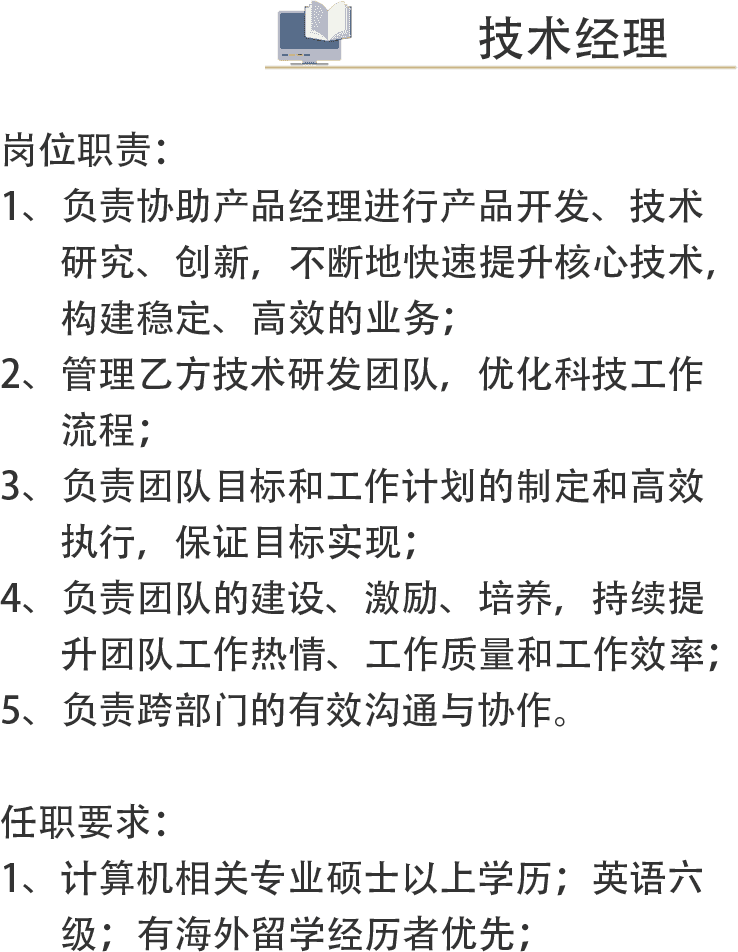 技术经理
岗位职责：
1、负责协助产品经理进行产品开发、技术
研究、创新，不断地快速提升核心技术，
构建稳定、高效的业务；
2、管理乙方技术研发团队，优化科技工作
流程；
3、负责团队目标和工作计划的制定和高效
执行，保证目标实现；
4、负责团队的建设、激励、培养，持续提
升团队工作热情、工作质量和工作效率；
5、负责跨部门的有效沟通与协作。
任职要求：
1、计算机相关专业硕士以上学历；英语六
级；有海外留学经历者优先；